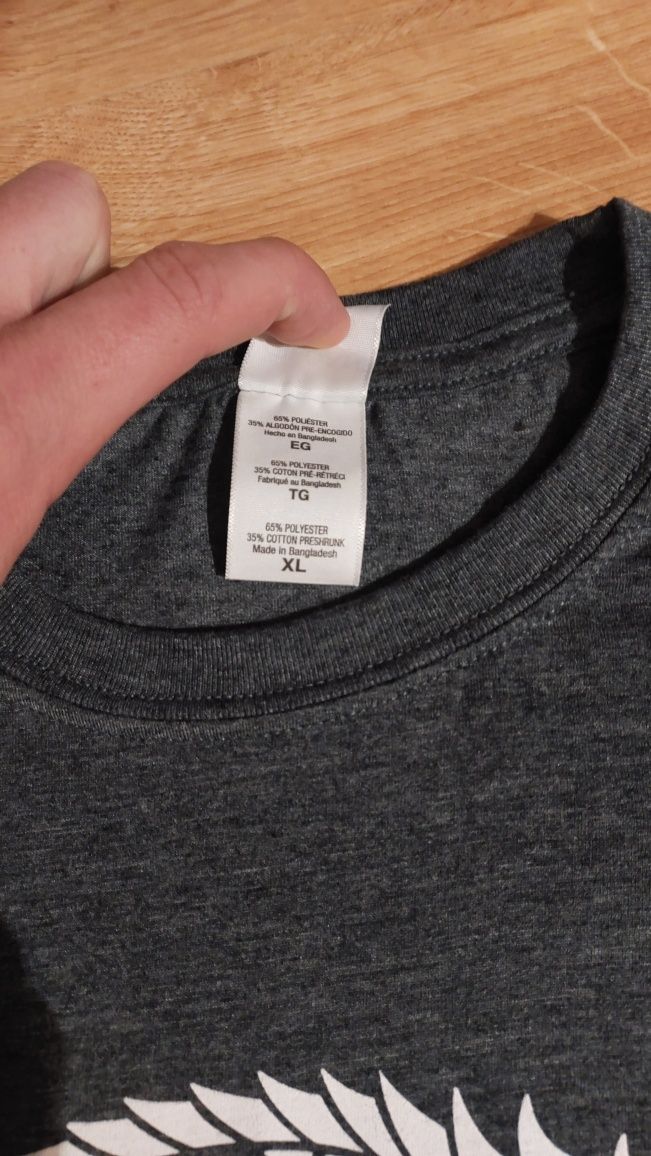 65% POLIÉSTER
35% ALGODÓN PRE-ENCOGIDO
Hecho en Bangladesh
EG
65% POLYESTER
35% COTON PRÉ-RÉTRÉCI
Fabriqué au Bangladesh
TG
65% POLYESTER
35% COTTON PRESHRUNK
Made in Bangladesh
XL